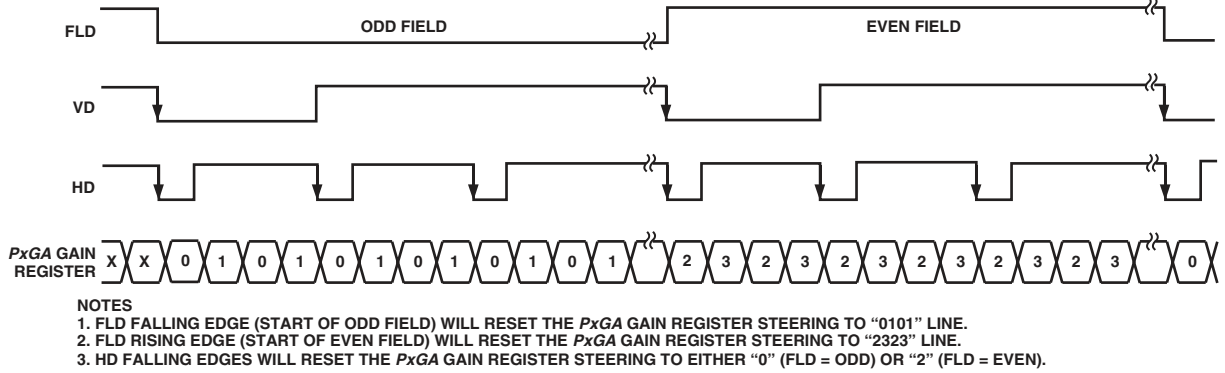 FLD
ODD FIELD
EVEN FIELD
VD
HD
PxGA GAIN
REGISTER
X X 0 1 0 1 0 1 0 1 0 1 2 3 2 3 2 3 2 3 2 3 0
NOTES
1. FLD FALLING EDGE (START OF ODD FIELD) WILL RESET THE PxGA GAIN REGISTER STEERING TO “0101” LINE.
2. FLD RISING EDGE (START OF EVEN FIELD) WILL RESET THE PxGA GAIN REGISTER STEERING TO “2323” LINE.
3. HD FALLING EDGES WILL RESET THE PxGA GAIN REGISTER STEERING TO EITHER “0” (FLD = ODD) OR “2” (FLD = EVEN).